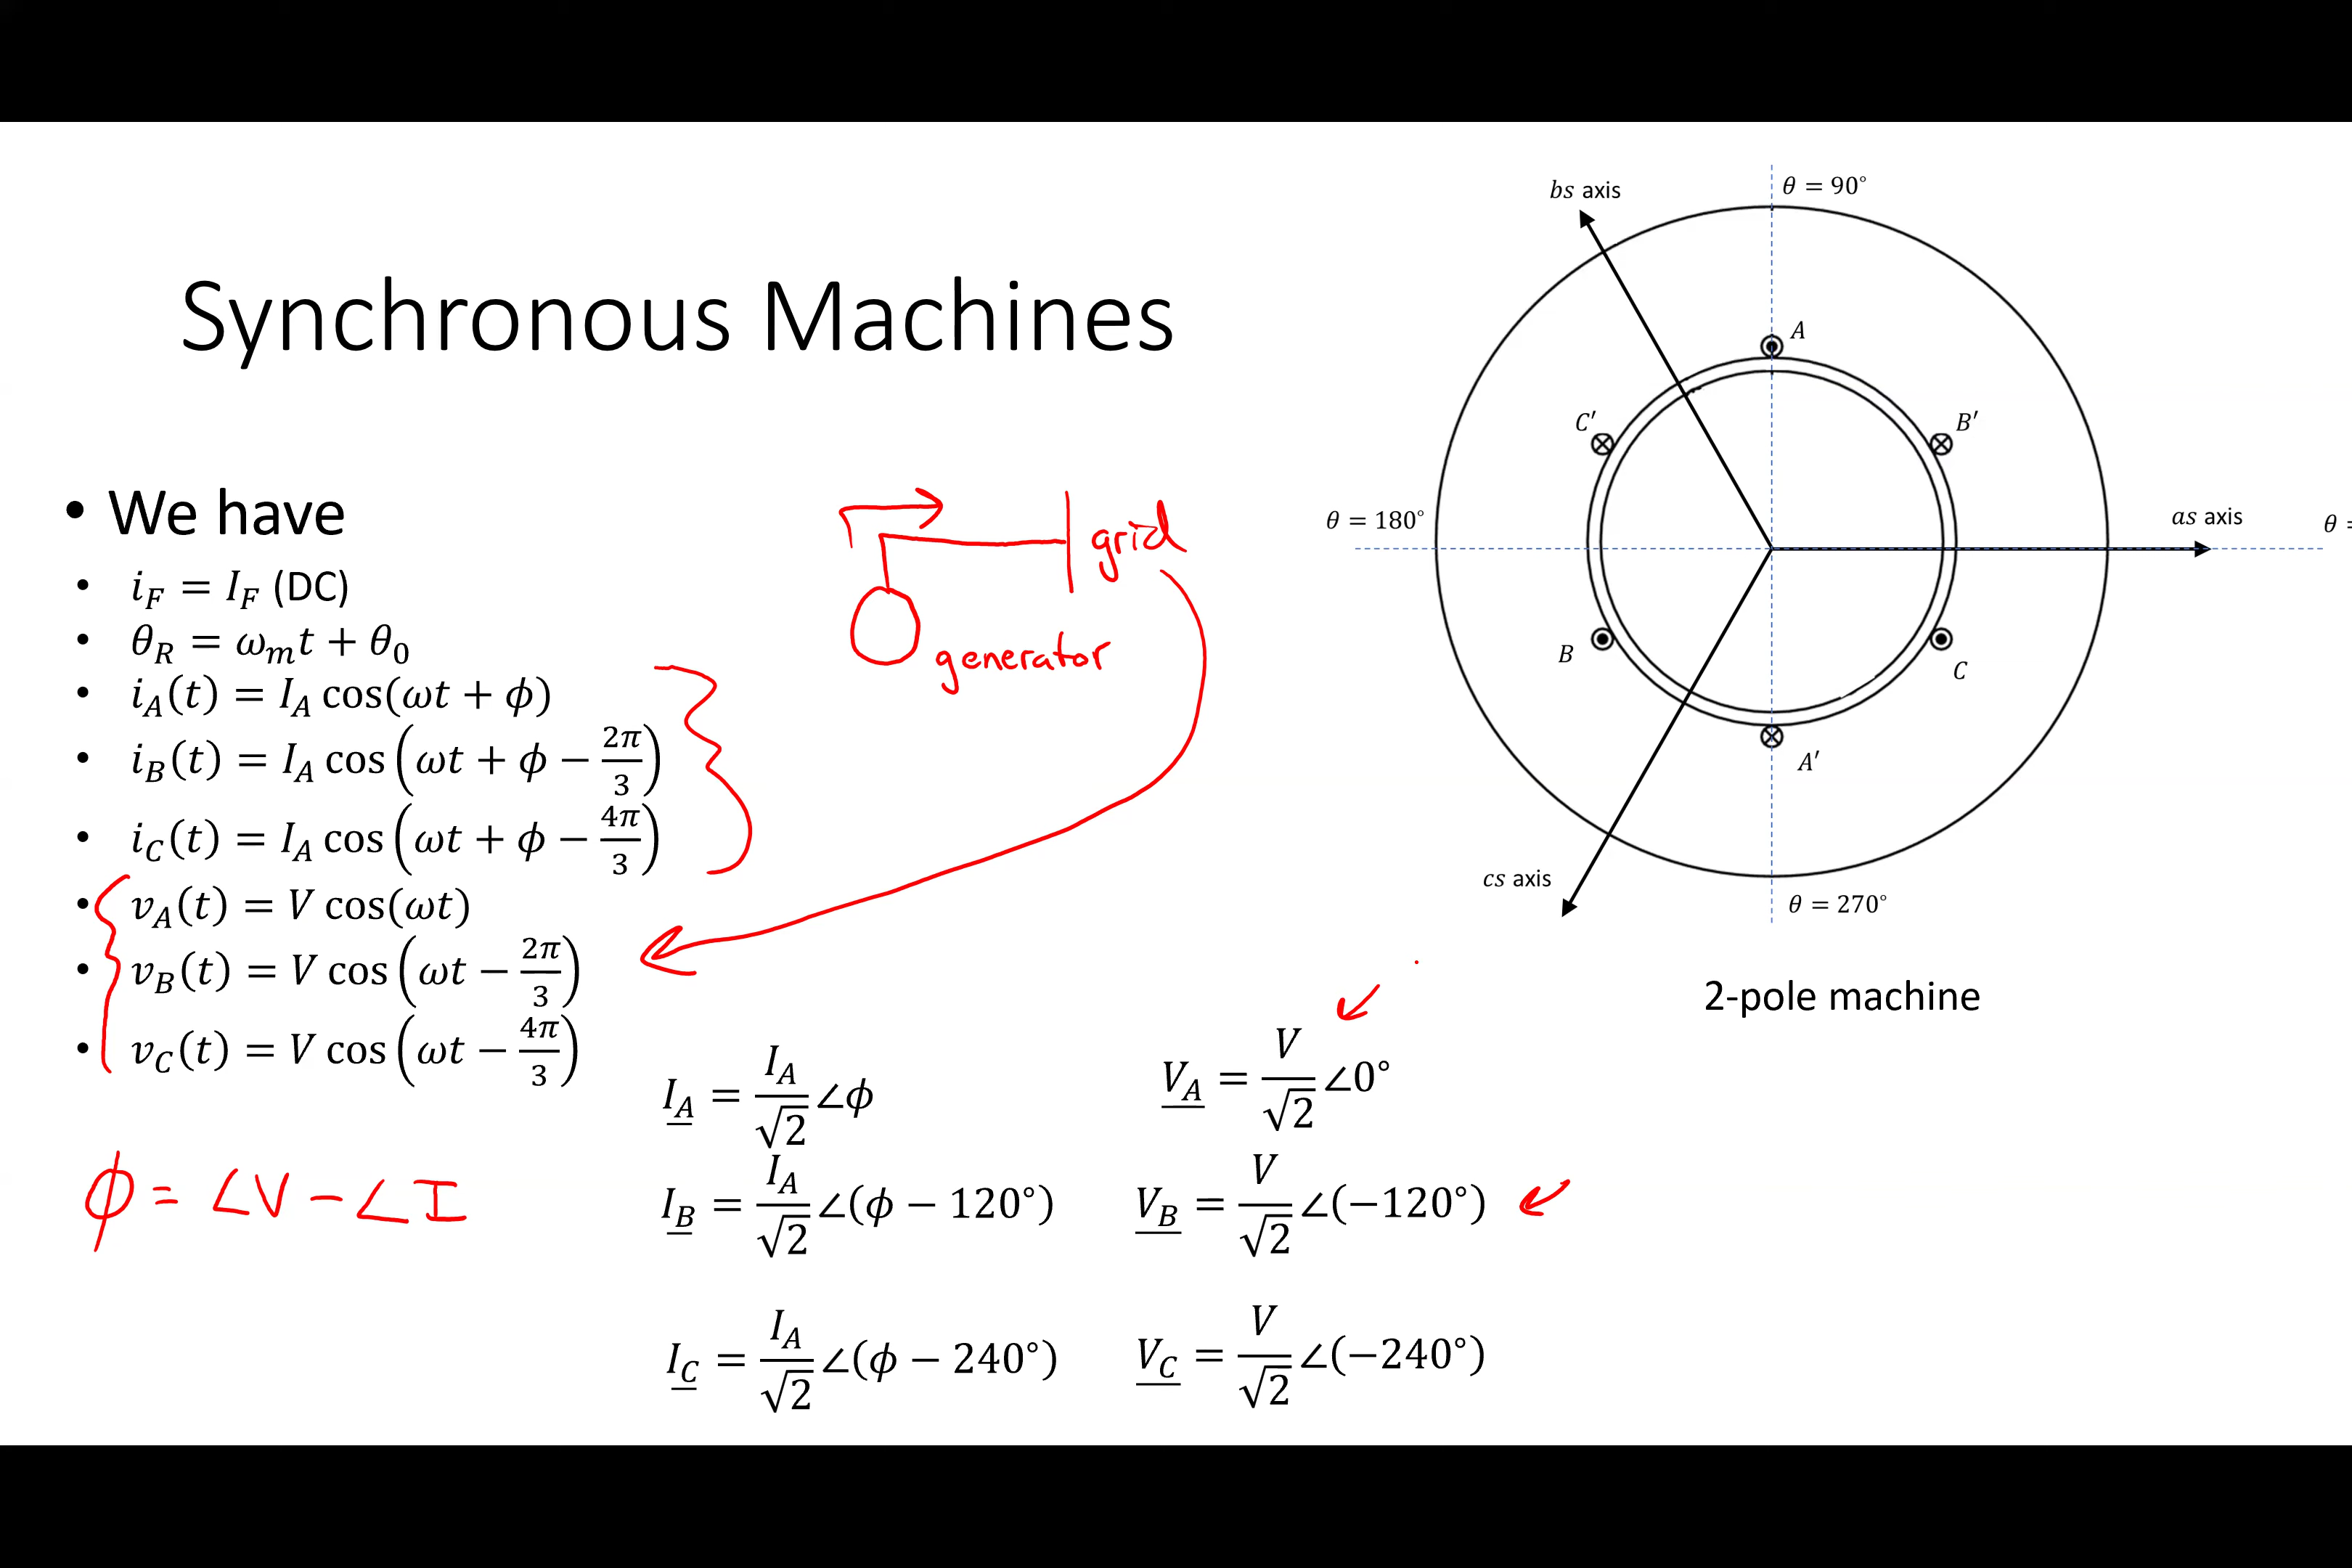 Synchronous Machines
• We have
• i_F = I_F (DC)
• θ_R = ω_m t + θ_0
• i_A(t) = I_A cos(ωt + ϕ)
• i_B(t) = I_A cos(ωt + ϕ − 2π/3)
• i_C(t) = I_A cos(ωt + ϕ − 4π/3)
• v_A(t) = V cos(ωt)
• v_B(t) = V cos(ωt − 2π/3)
• v_C(t) = V cos(ωt − 4π/3)
ϕ = ∠V − ∠I
grid
generator
I_A = I_A/√2 ∠ϕ
I_B = I_A/√2 ∠(ϕ − 120°)
I_C = I_A/√2 ∠(ϕ − 240°)
V_A = V/√2 ∠0°
V_B = V/√2 ∠(−120°)
V_C = V/√2 ∠(−240°)
bs axis
θ = 90°
A
C′
B′
θ = 180°
as axis
θ =
B
C
A′
cs axis
θ = 270°
2-pole machine